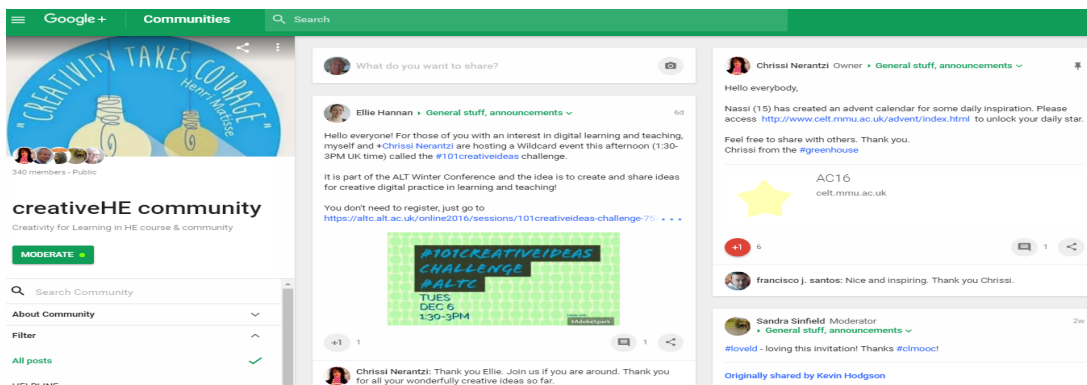 Google+
Communities
Search
"CREATIVITY TAKES COURAGE"
Henri Matisse
340 members - Public
creativeHE community
Creativity for Learning in HE course & community
MODERATE
Search Community
About Community
Filter
All posts
HELPLINE
What do you want to share?
Ellie Hannan ▸ General stuff, announcements
6d
Hello everyone! For those of you with an interest in digital learning and teaching,
myself and +Chrissi Nerantzi are hosting a Wildcard event this afternoon (1:30-
3PM UK time) called the #101creativeideas challenge.
It is part of the ALT Winter Conference and the idea is to create and share ideas
for creative digital practice in learning and teaching!
You don't need to register, just go to
https://altc.alt.ac.uk/online2016/sessions/101creativeideas-challenge-75
#101CREATIVEIDEAS
CHALLENGE
#ALTC
TUES
DEC 6
1:30-3PM
#AdobeSpark
+1 1
1
Chrissi Nerantzi: Thank you Ellie. Join us if you are around. Thank you
for all your wonderfully creative ideas so far.
Chrissi Nerantzi Owner ▸ General stuff, announcements
Hello everybody,
Nassi (15) has created an advent calendar for some daily inspiration. Please
access http://www.celt.mmu.ac.uk/advent/index.html to unlock your daily star.
Feel free to share with others. Thank you.
Chrissi from the #greenhouse
AC16
celt.mmu.ac.uk
+1 6
1
francisco j. santos: Nice and inspiring. Thank you Chrissi.
Sandra Sinfield Moderator
2w
▸ General stuff, announcements
#loveld - loving this invitation! Thanks #clmooc!
Originally shared by Kevin Hodgson